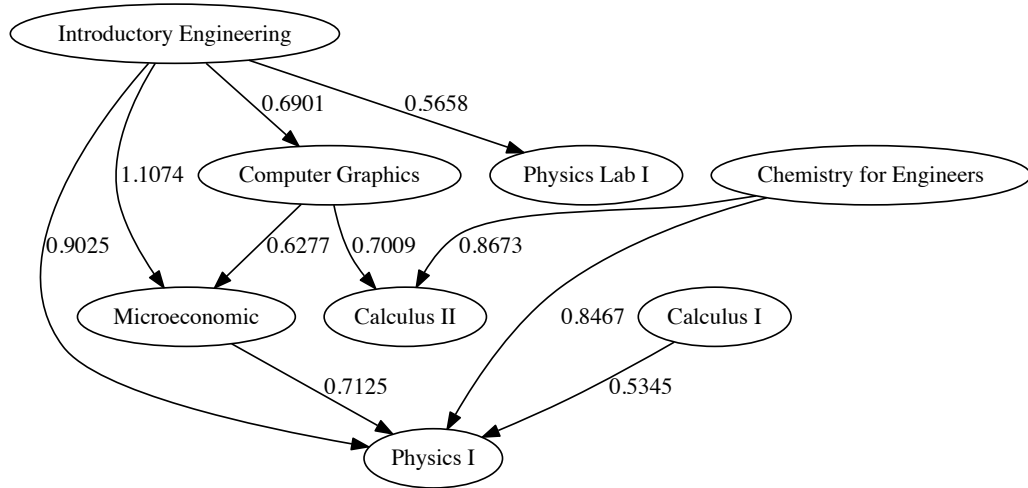 Introductory Engineering
0.6901
0.5658
Computer Graphics
Physics Lab I
Chemistry for Engineers
1.1074
0.9025
0.6277
0.7009
0.8673
Microeconomic
Calculus II
0.8467
Calculus I
0.7125
0.5345
Physics I